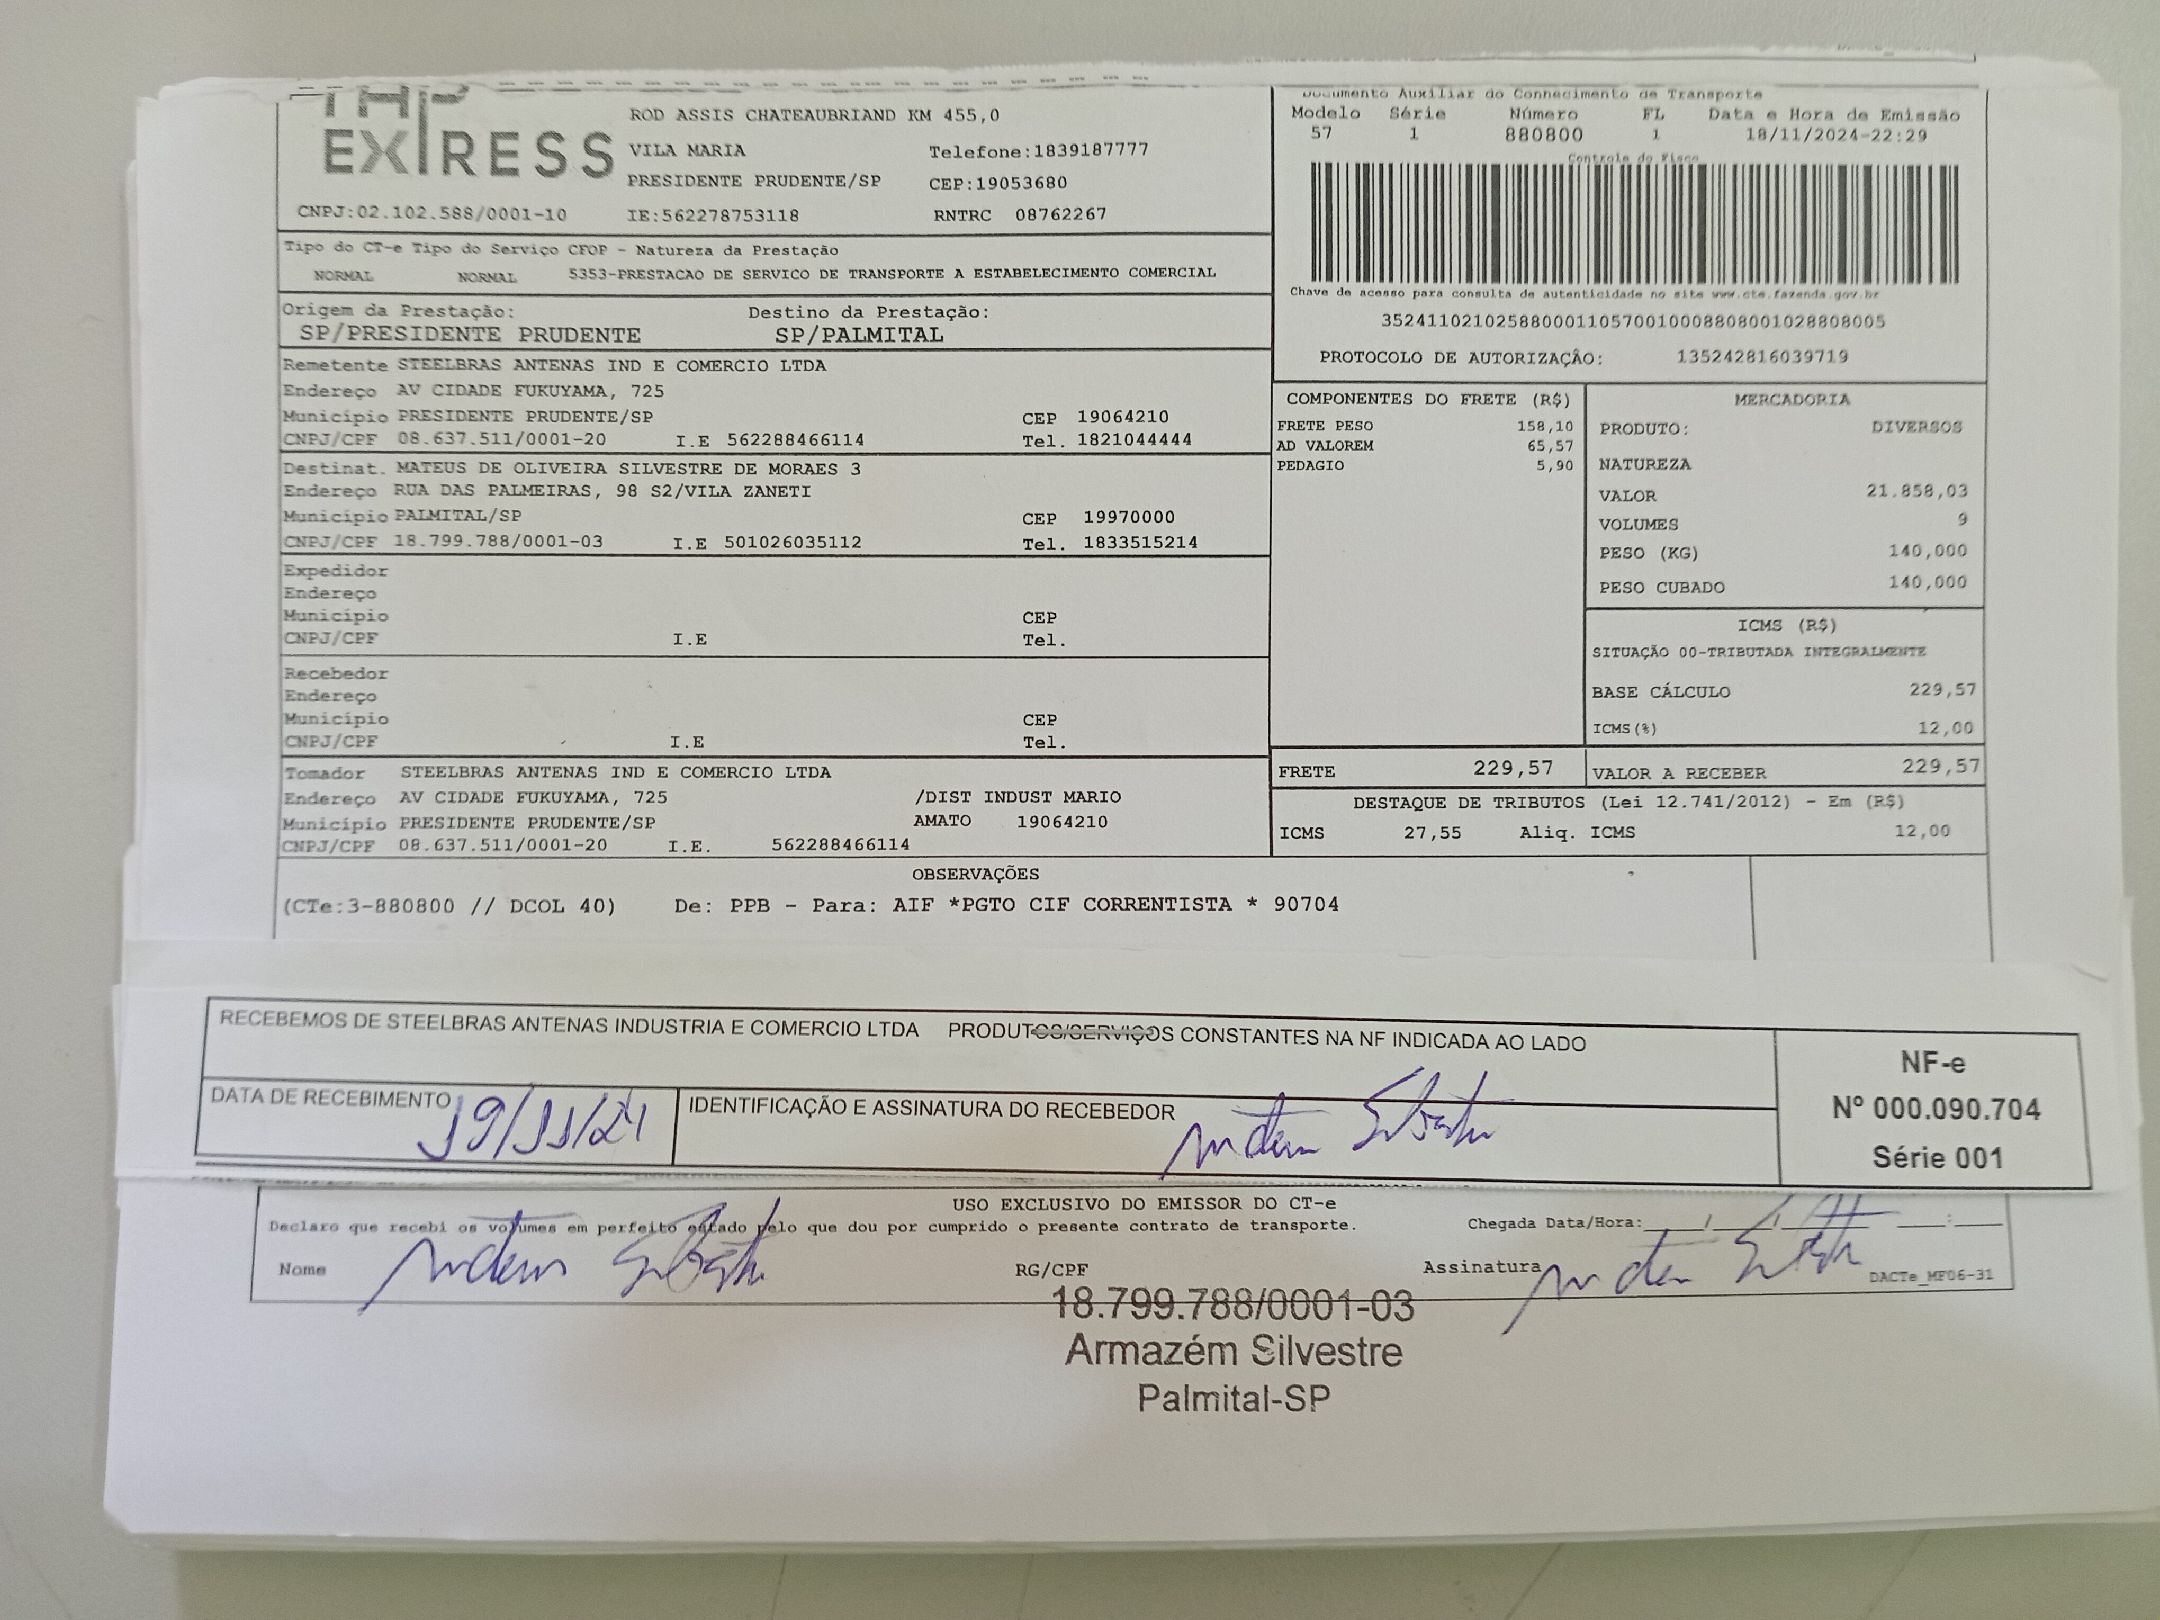 EXPRESS
ROD ASSIS CHATEAUBRIAND KM 455,0
VILA MARIA Telefone:1839187777
PRESIDENTE PRUDENTE/SP CEP:19053680
CNPJ:02.102.588/0001-10 IE:562278753118 RNTRC 08762267
Documento Auxiliar do Conhecimento de Transporte
Modelo Série Número FL Data e Hora de Emissão
57 1 880800 1 18/11/2024-22:29
Controle do Fisco
Chave de acesso para consulta de autenticidade no site www.cte.fazenda.gov.br
35241102102588000110570010008808001028808005
PROTOCOLO DE AUTORIZAÇÃO: 135242816039719
Tipo do CT-e Tipo do Serviço CFOP - Natureza da Prestação
NORMAL NORMAL 5353-PRESTACAO DE SERVICO DE TRANSPORTE A ESTABELECIMENTO COMERCIAL
Origem da Prestação: Destino da Prestação:
SP/PRESIDENTE PRUDENTE SP/PALMITAL
Remetente STEELBRAS ANTENAS IND E COMERCIO LTDA
Endereço AV CIDADE FUKUYAMA, 725
Município PRESIDENTE PRUDENTE/SP CEP 19064210
CNPJ/CPF 08.637.511/0001-20 I.E 562288466114 Tel. 1821044444
Destinat. MATEUS DE OLIVEIRA SILVESTRE DE MORAES 3
Endereço RUA DAS PALMEIRAS, 98 S2/VILA ZANETI
Município PALMITAL/SP CEP 19970000
CNPJ/CPF 18.799.788/0001-03 I.E 501026035112 Tel. 1833515214
Expedidor
Endereço
Município CEP
CNPJ/CPF I.E Tel.
Recebedor
Endereço
Município CEP
CNPJ/CPF I.E Tel.
Tomador STEELBRAS ANTENAS IND E COMERCIO LTDA
Endereço AV CIDADE FUKUYAMA, 725 /DIST INDUST MARIO
Município PRESIDENTE PRUDENTE/SP AMATO 19064210
CNPJ/CPF 08.637.511/0001-20 I.E. 562288466114
COMPONENTES DO FRETE (R$)
FRETE PESO 158,10
AD VALOREM 65,57
PEDAGIO 5,90
MERCADORIA
PRODUTO: DIVERSOS
NATUREZA
VALOR 21.858,03
VOLUMES 9
PESO (KG) 140,000
PESO CUBADO 140,000
ICMS (R$)
SITUAÇÃO 00-TRIBUTADA INTEGRALMENTE
BASE CÁLCULO 229,57
ICMS(%) 12,00
FRETE 229,57 VALOR A RECEBER 229,57
DESTAQUE DE TRIBUTOS (Lei 12.741/2012) - Em (R$)
ICMS 27,55 Aliq. ICMS 12,00
OBSERVAÇÕES
(CTe:3-880800 // DCOL 40) De: PPB - Para: AIF *PGTO CIF CORRENTISTA * 90704
RECEBEMOS DE STEELBRAS ANTENAS INDUSTRIA E COMERCIO LTDA PRODUTOS/SERVIÇOS CONSTANTES NA NF INDICADA AO LADO
DATA DE RECEBIMENTO 19/11/24 IDENTIFICAÇÃO E ASSINATURA DO RECEBEDOR
NF-e
Nº 000.090.704
Série 001
USO EXCLUSIVO DO EMISSOR DO CT-e
Declaro que recebi os volumes em perfeito estado pelo que dou por cumprido o presente contrato de transporte. Chegada Data/Hora:
Nome RG/CPF Assinatura DACTe_MF06-31
18.799.788/0001-03
Armazém Silvestre
Palmital-SP